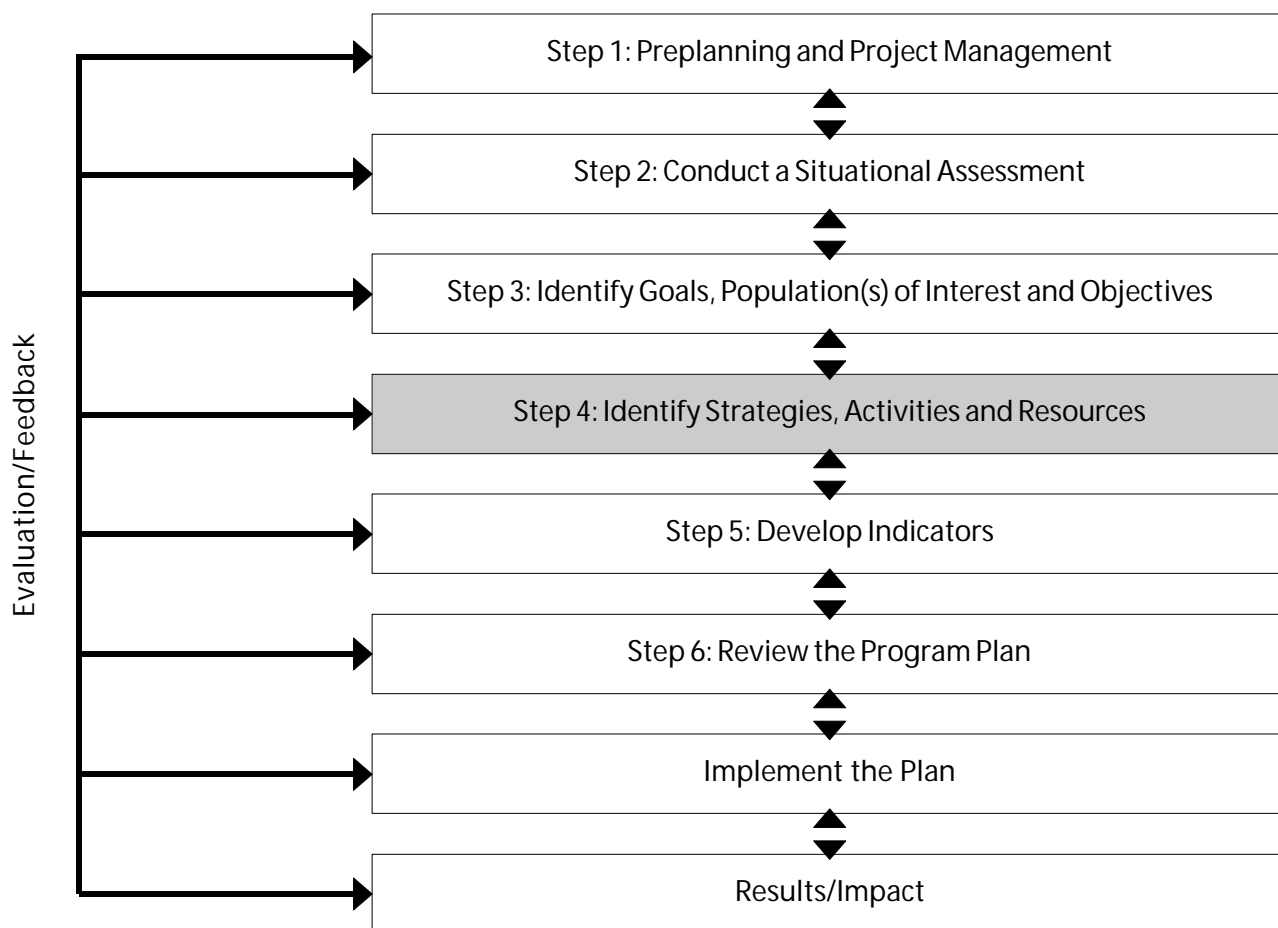 Step 1: Preplanning and Project Management
Step 2: Conduct a Situational Assessment
Step 3: Identify Goals, Population(s) of Interest and Objectives
Step 4: Identify Strategies, Activities and Resources
Step 5: Develop Indicators
Step 6: Review the Program Plan
Implement the Plan
Results/Impact
Evaluation/Feedback